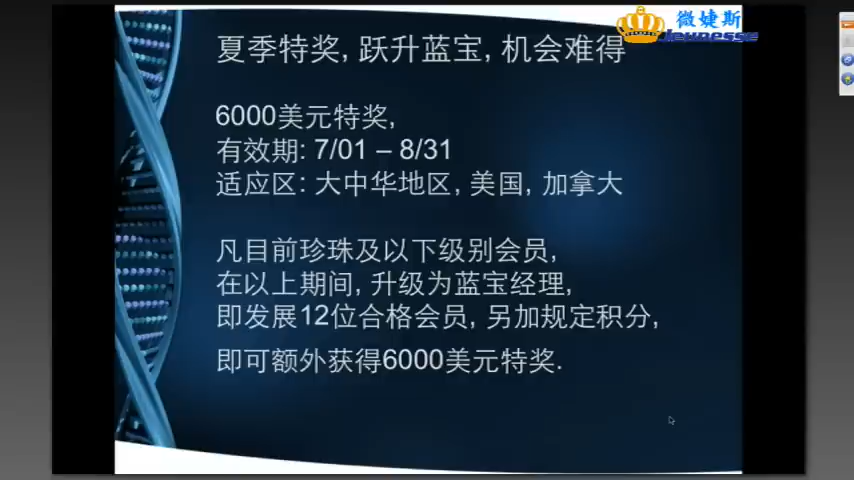 微婕斯
Jeunesse
夏季特奖, 跃升蓝宝, 机会难得
6000美元特奖,
有效期: 7/01 – 8/31
适应区: 大中华地区, 美国, 加拿大
凡目前珍珠及以下级别会员,
在以上期间, 升级为蓝宝经理,
即发展12位合格会员, 另加规定积分,
即可额外获得6000美元特奖.